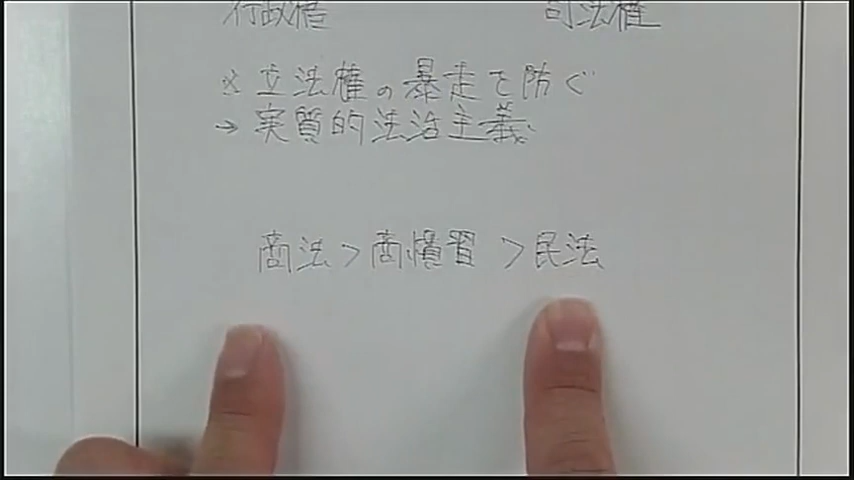 行政権 司法権
※立法権の暴走を防ぐ
→実質的法治主義
商法>商慣習>民法